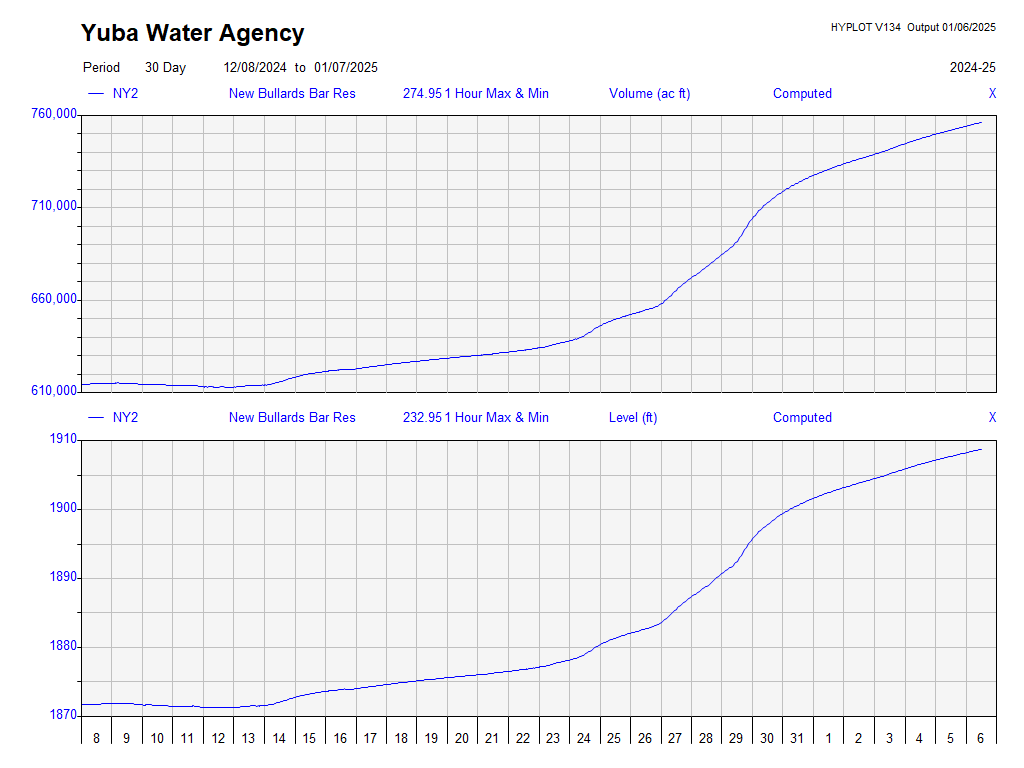 Yuba Water Agency
HYPLOT V134 Output 01/06/2025
Period 30 Day 12/08/2024 to 01/07/2025 2024-25
NY2 New Bullards Bar Res 274.95 1 Hour Max & Min Volume (ac ft) Computed X
760,000
710,000
660,000
610,000
NY2 New Bullards Bar Res 232.95 1 Hour Max & Min Level (ft) Computed X
1910
1900
1890
1880
1870
8 9 10 11 12 13 14 15 16 17 18 19 20 21 22 23 24 25 26 27 28 29 30 31 1 2 3 4 5 6